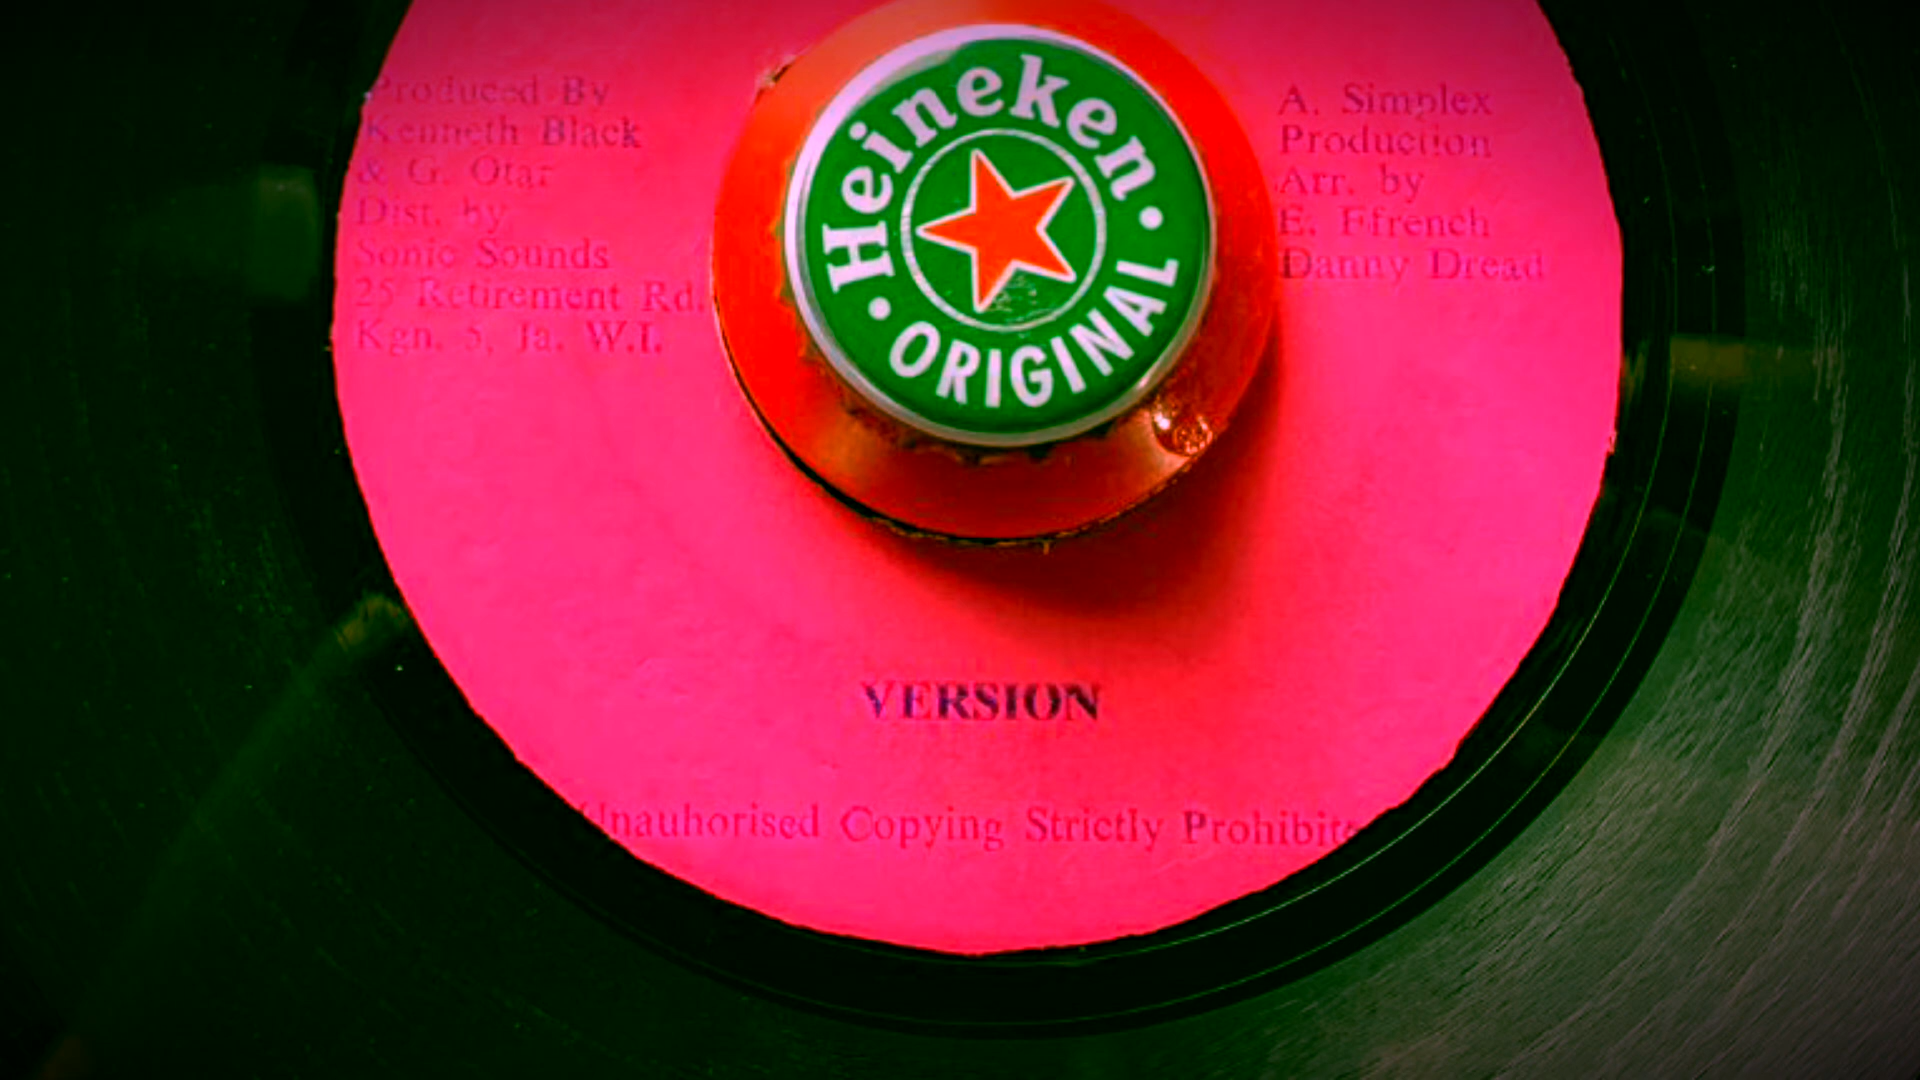 Produced By
Kenneth Black
& G. Otar
Dist. by
Sonic Sounds
25 Retirement Rd.
Kgn. 5, Ja. W.I.
Heineken
ORIGINAL
A. Simplex
Production
Arr. by
E. Ffrench
Danny Dread
VERSION
Unauhorised Copying Strictly Prohibite